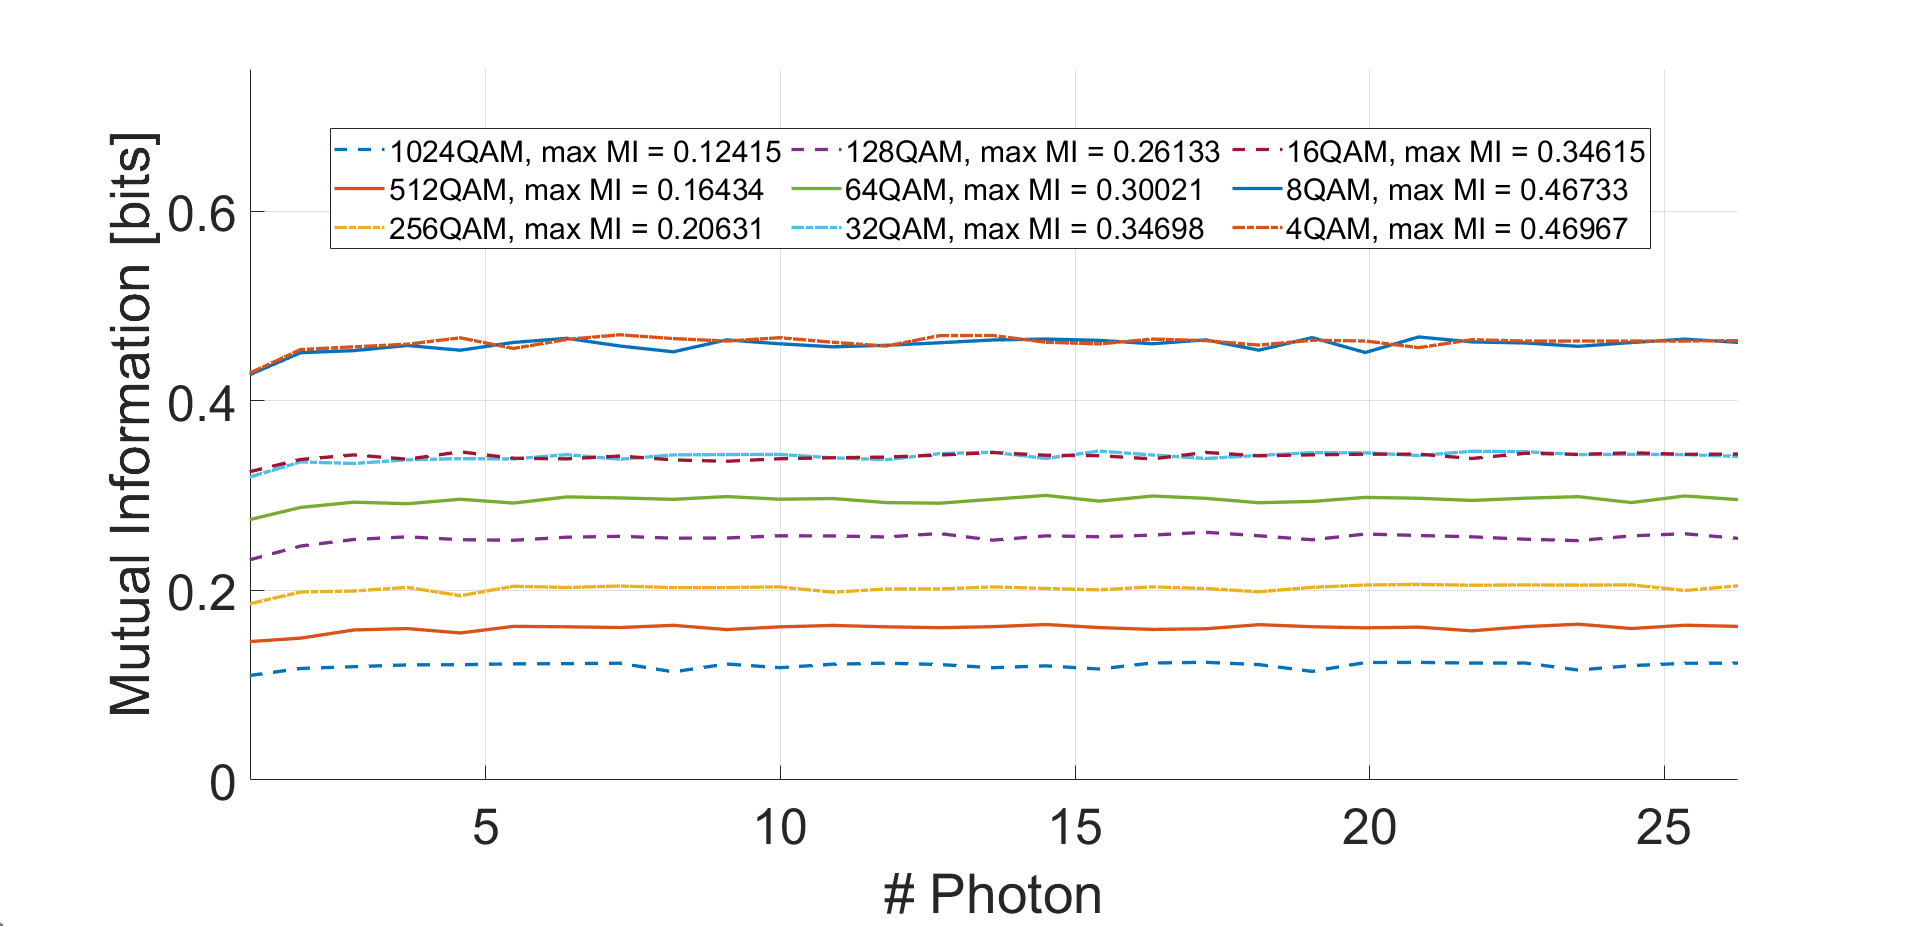 Mutual Information [bits]
0.6
0.4
0.2
0
1024QAM, max MI = 0.12415
512QAM, max MI = 0.16434
256QAM, max MI = 0.20631
128QAM, max MI = 0.26133
64QAM, max MI = 0.30021
32QAM, max MI = 0.34698
16QAM, max MI = 0.34615
8QAM, max MI = 0.46733
4QAM, max MI = 0.46967
5 10 15 20 25
# Photon